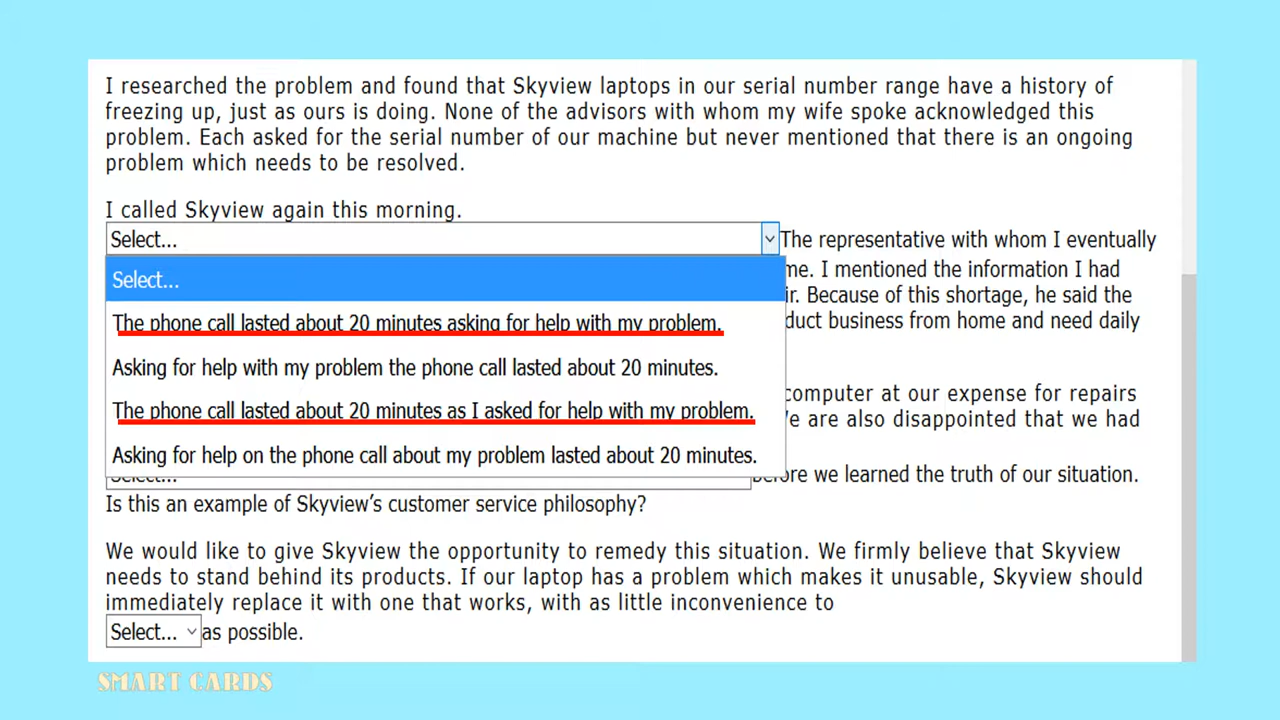 I researched the problem and found that Skyview laptops in our serial number range have a history of
freezing up, just as ours is doing. None of the advisors with whom my wife spoke acknowledged this
problem. Each asked for the serial number of our machine but never mentioned that there is an ongoing
problem which needs to be resolved.
I called Skyview again this morning.
Select... The representative with whom I eventually
Select... me. I mentioned the information I had
ir. Because of this shortage, he said the
The phone call lasted about 20 minutes asking for help with my problem. duct business from home and need daily
Asking for help with my problem the phone call lasted about 20 minutes.
computer at our expense for repairs
The phone call lasted about 20 minutes as I asked for help with my problem. e are also disappointed that we had
Asking for help on the phone call about my problem lasted about 20 minutes.
Select... before we learned the truth of our situation.
Is this an example of Skyview's customer service philosophy?
We would like to give Skyview the opportunity to remedy this situation. We firmly believe that Skyview
needs to stand behind its products. If our laptop has a problem which makes it unusable, Skyview should
immediately replace it with one that works, with as little inconvenience to
Select... as possible.
SMART CARDS